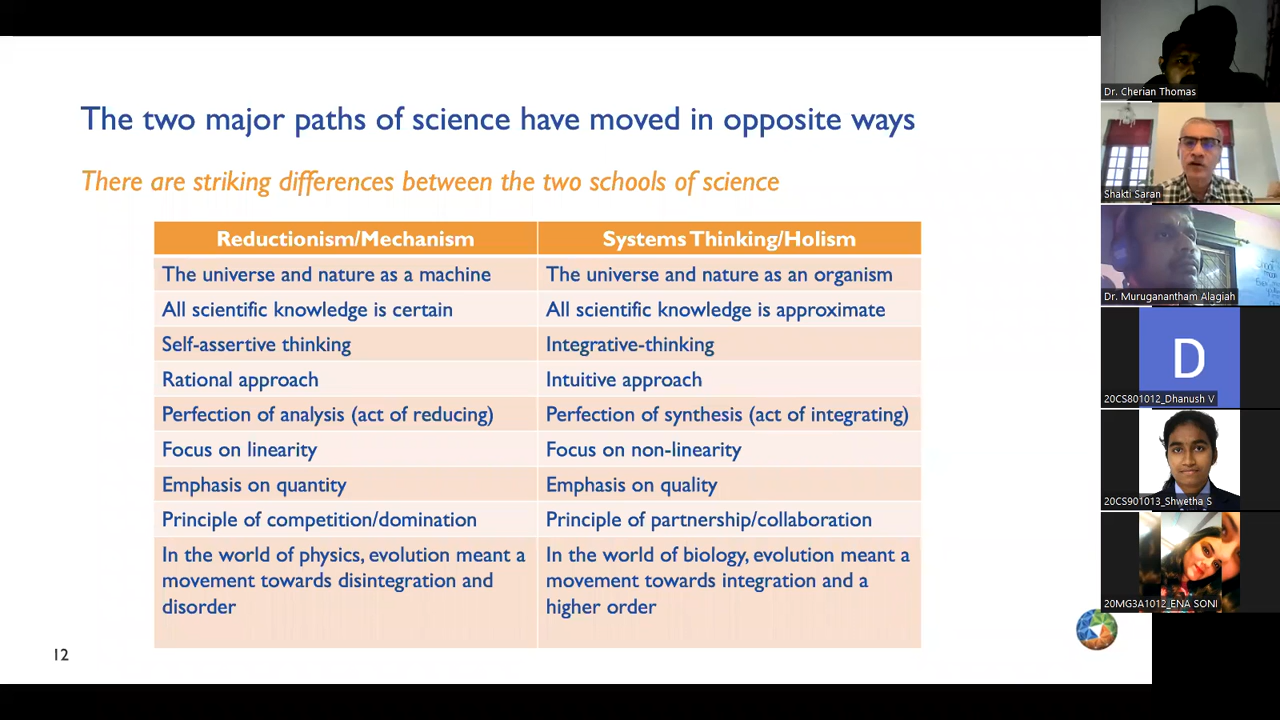 The two major paths of science have moved in opposite ways
There are striking differences between the two schools of science
Reductionism/Mechanism
Systems Thinking/Holism
The universe and nature as a machine
The universe and nature as an organism
All scientific knowledge is certain
All scientific knowledge is approximate
Self-assertive thinking
Integrative-thinking
Rational approach
Intuitive approach
Perfection of analysis (act of reducing)
Perfection of synthesis (act of integrating)
Focus on linearity
Focus on non-linearity
Emphasis on quantity
Emphasis on quality
Principle of competition/domination
Principle of partnership/collaboration
In the world of physics, evolution meant a
movement towards disintegration and
disorder
In the world of biology, evolution meant a
movement towards integration and a
higher order
12
Dr. Cherian Thomas
Shakti Saran
Dr. Muruganantham Alagiah
D
20CS801012_Dhanush V
20CS901013_Shwetha S
20MG3A1012_ENA SONI